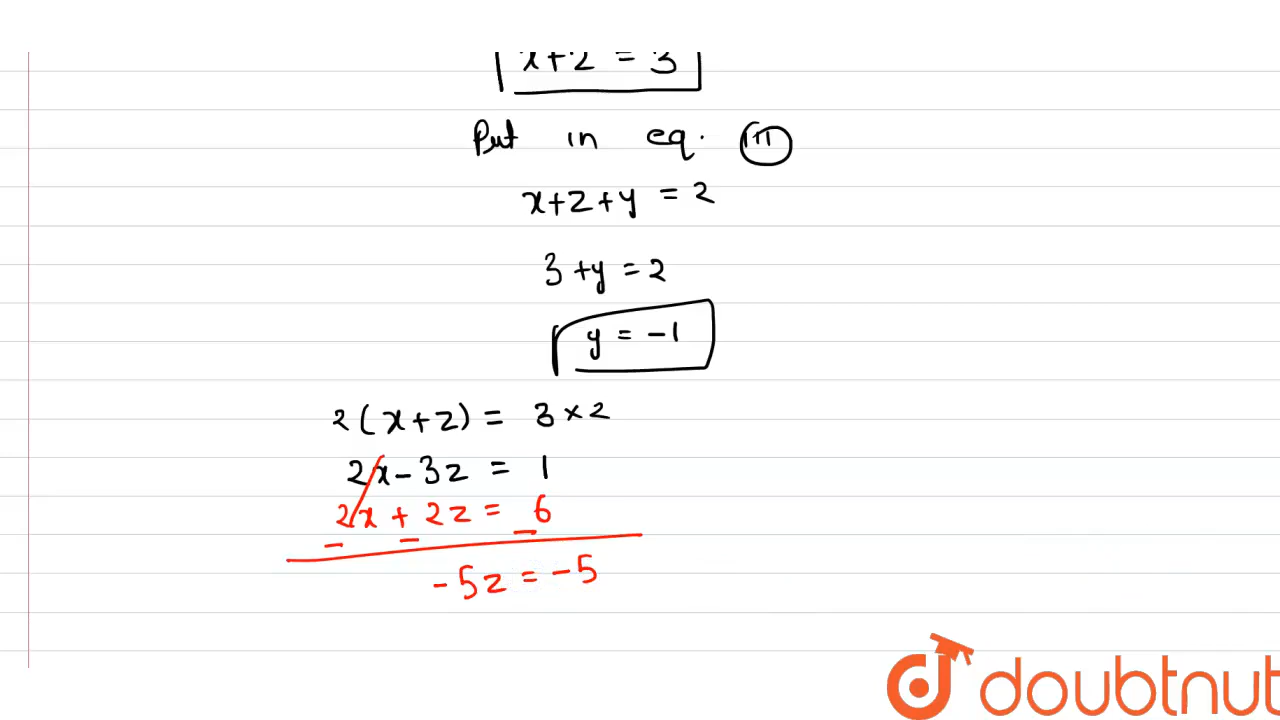 x+z = 3
Put in eq. (III)
x+z+y = 2
3+y = 2
y = -1
2(x+z) = 3×2
2x-3z = 1
2x + 2z = 6
- - -
-5z = -5
doubtnut